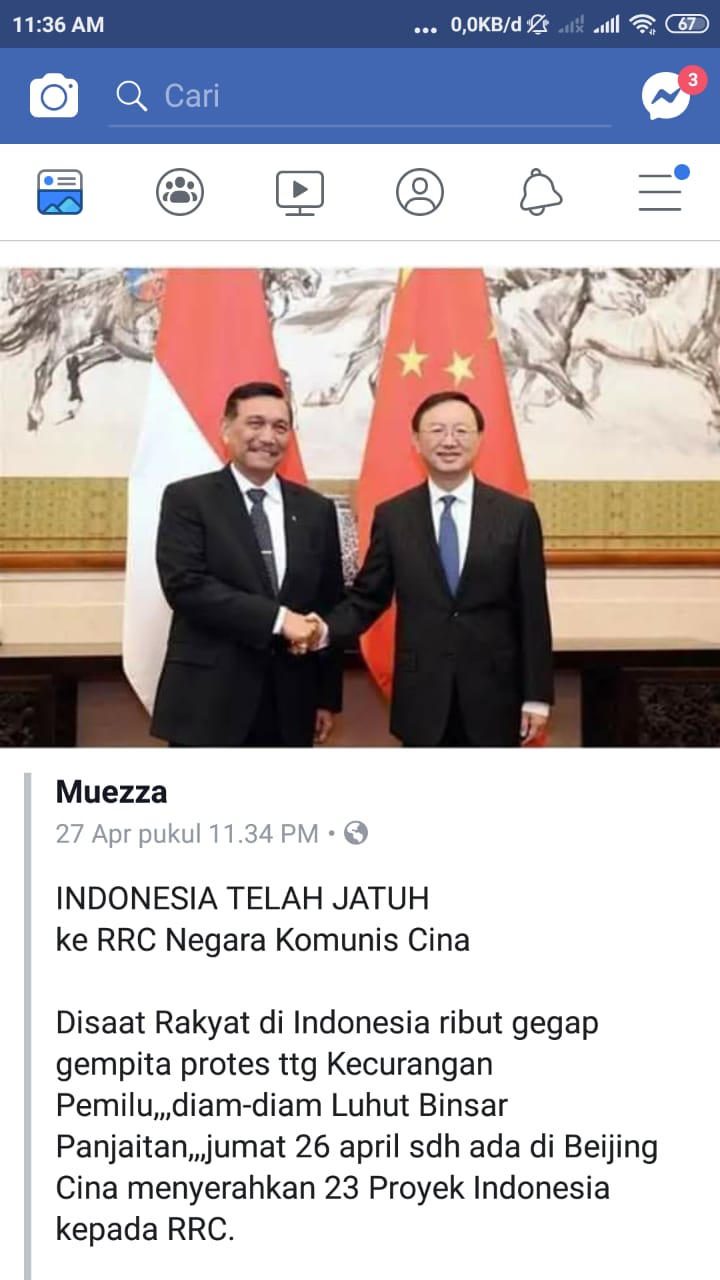 11:36 AM
... 0,0KB/d 67
Cari
3
Muezza
27 Apr pukul 11.34 PM •
INDONESIA TELAH JATUH
ke RRC Negara Komunis Cina
Disaat Rakyat di Indonesia ribut gegap
gempita protes ttg Kecurangan
Pemilu,,,diam-diam Luhut Binsar
Panjaitan,,,jumat 26 april sdh ada di Beijing
Cina menyerahkan 23 Proyek Indonesia
kepada RRC.